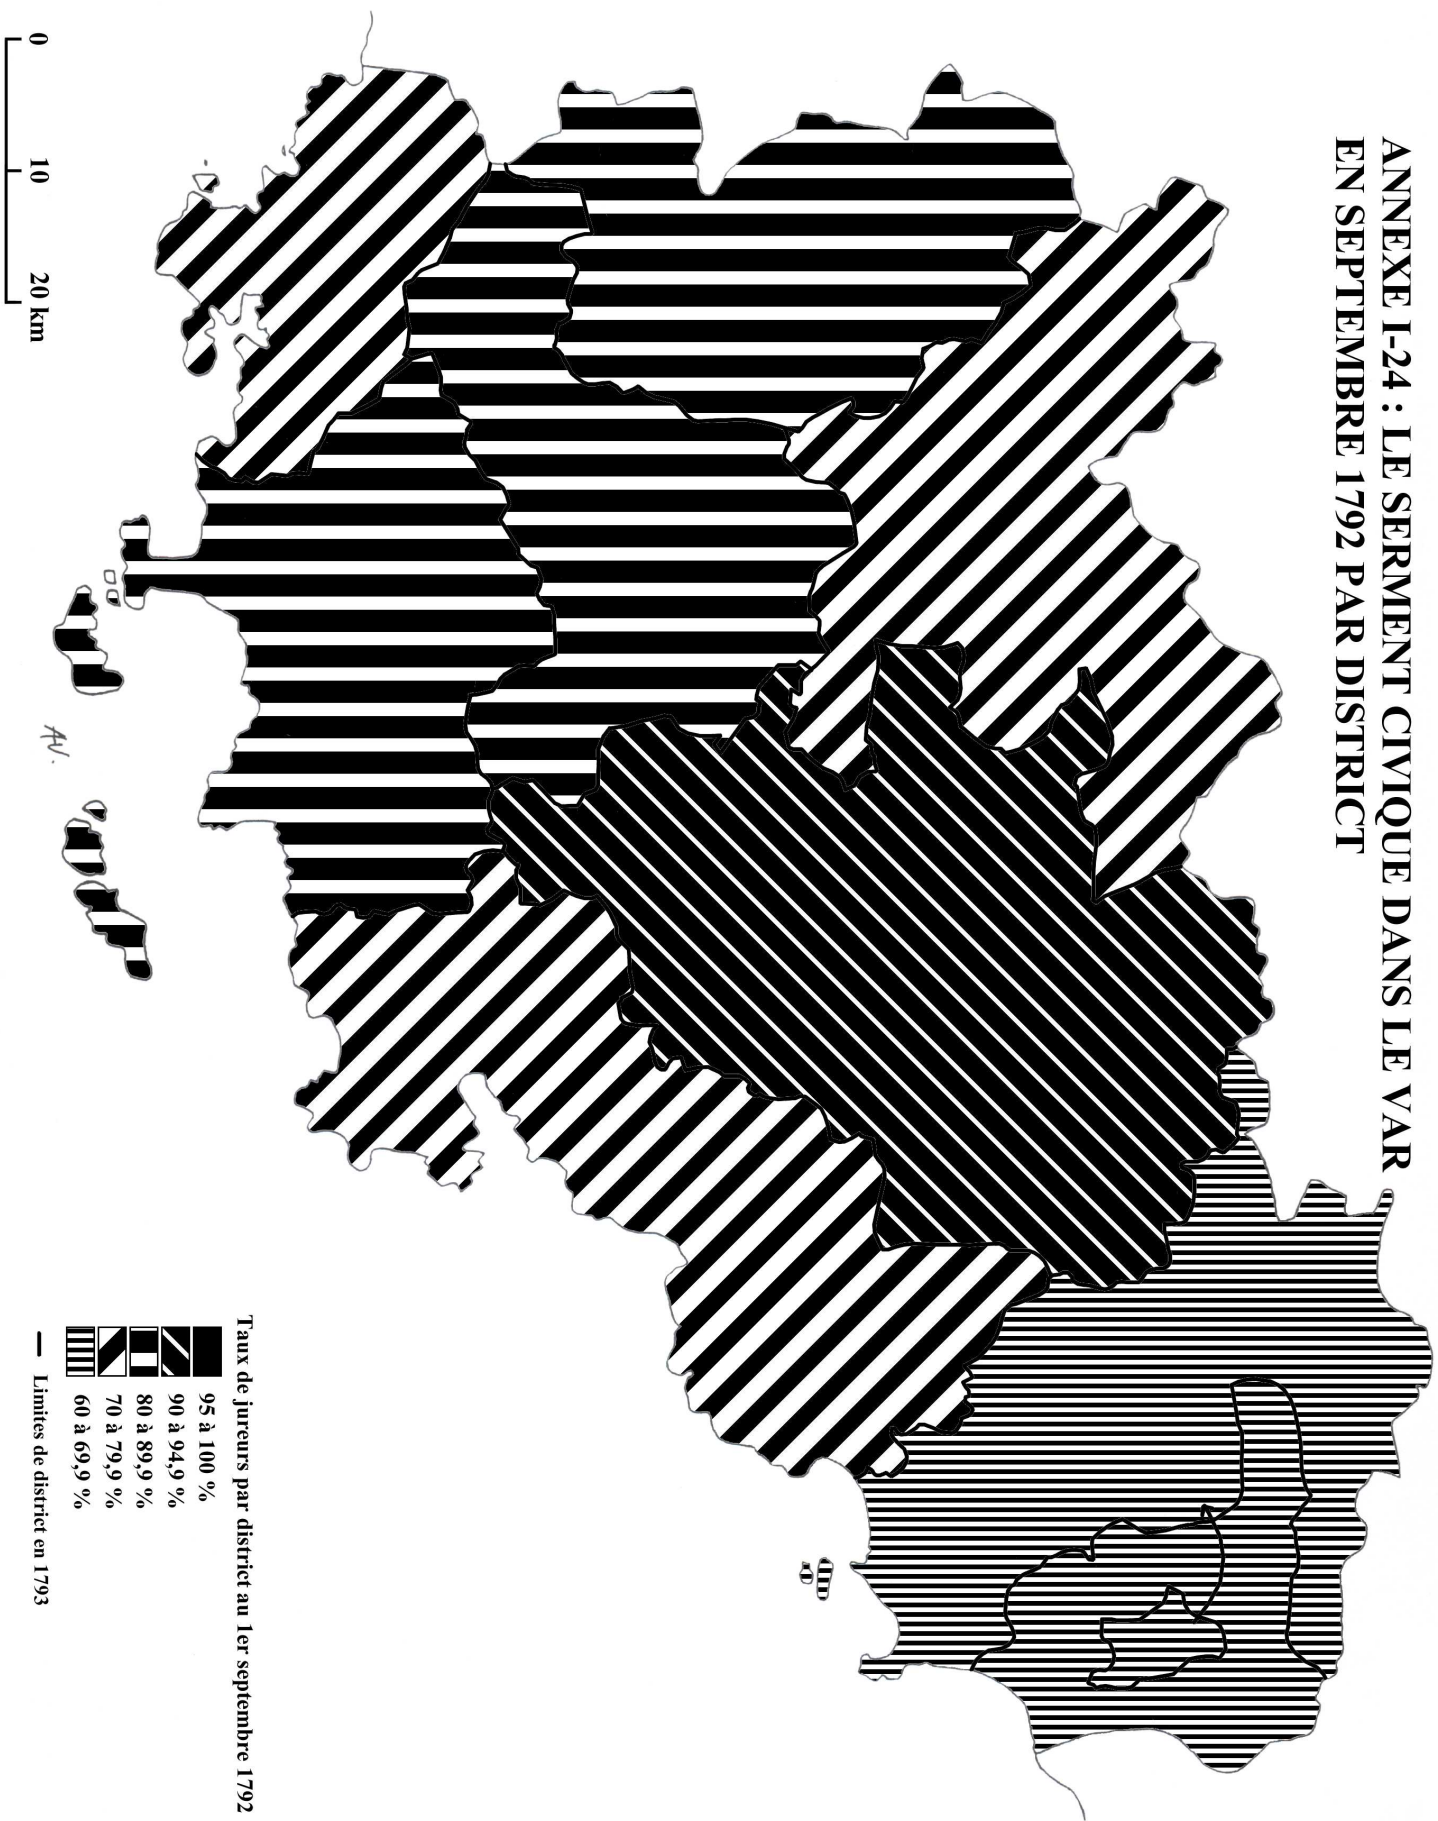 ANNEXE I-24 : LE SERMENT CIVIQUE DANS LE VAR
EN SEPTEMBRE 1792 PAR DISTRICT
Taux de jureurs par district au 1er septembre 1792
95 à 100 %
90 à 94,9 %
80 à 89,9 %
70 à 79,9 %
60 à 69,9 %
Limites de district en 1793
0 10 20 km
AV.